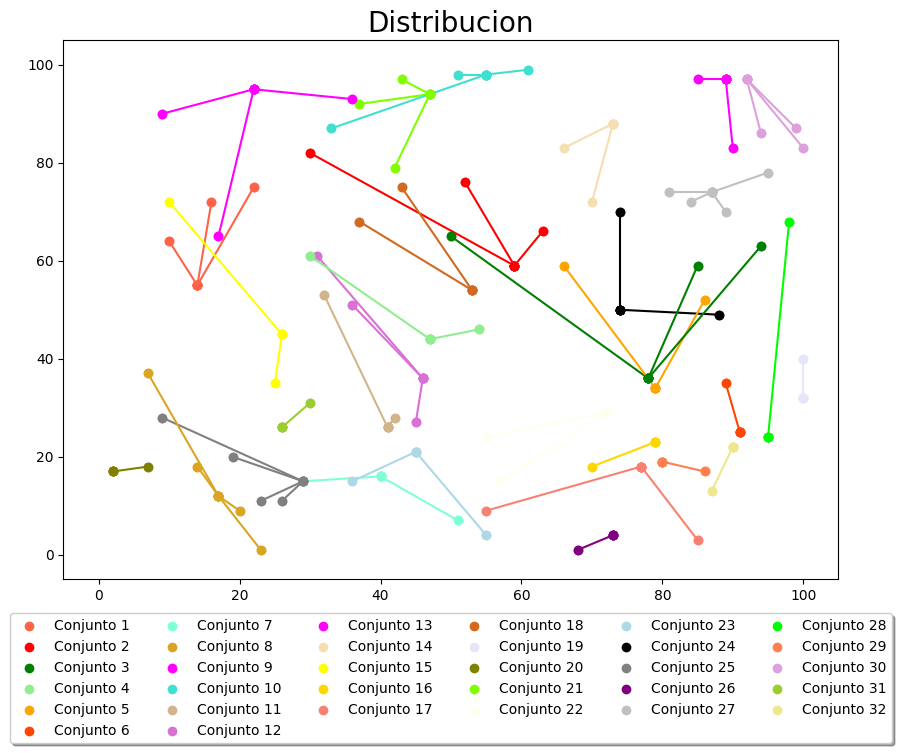 Distribucion
100
80
60
40
20
0
0 20 40 60 80 100
Conjunto 1 Conjunto 7 Conjunto 13 Conjunto 18 Conjunto 23 Conjunto 28
Conjunto 2 Conjunto 8 Conjunto 14 Conjunto 19 Conjunto 24 Conjunto 29
Conjunto 3 Conjunto 9 Conjunto 15 Conjunto 20 Conjunto 25 Conjunto 30
Conjunto 4 Conjunto 10 Conjunto 16 Conjunto 21 Conjunto 26 Conjunto 31
Conjunto 5 Conjunto 11 Conjunto 17 Conjunto 22 Conjunto 27 Conjunto 32
Conjunto 6 Conjunto 12